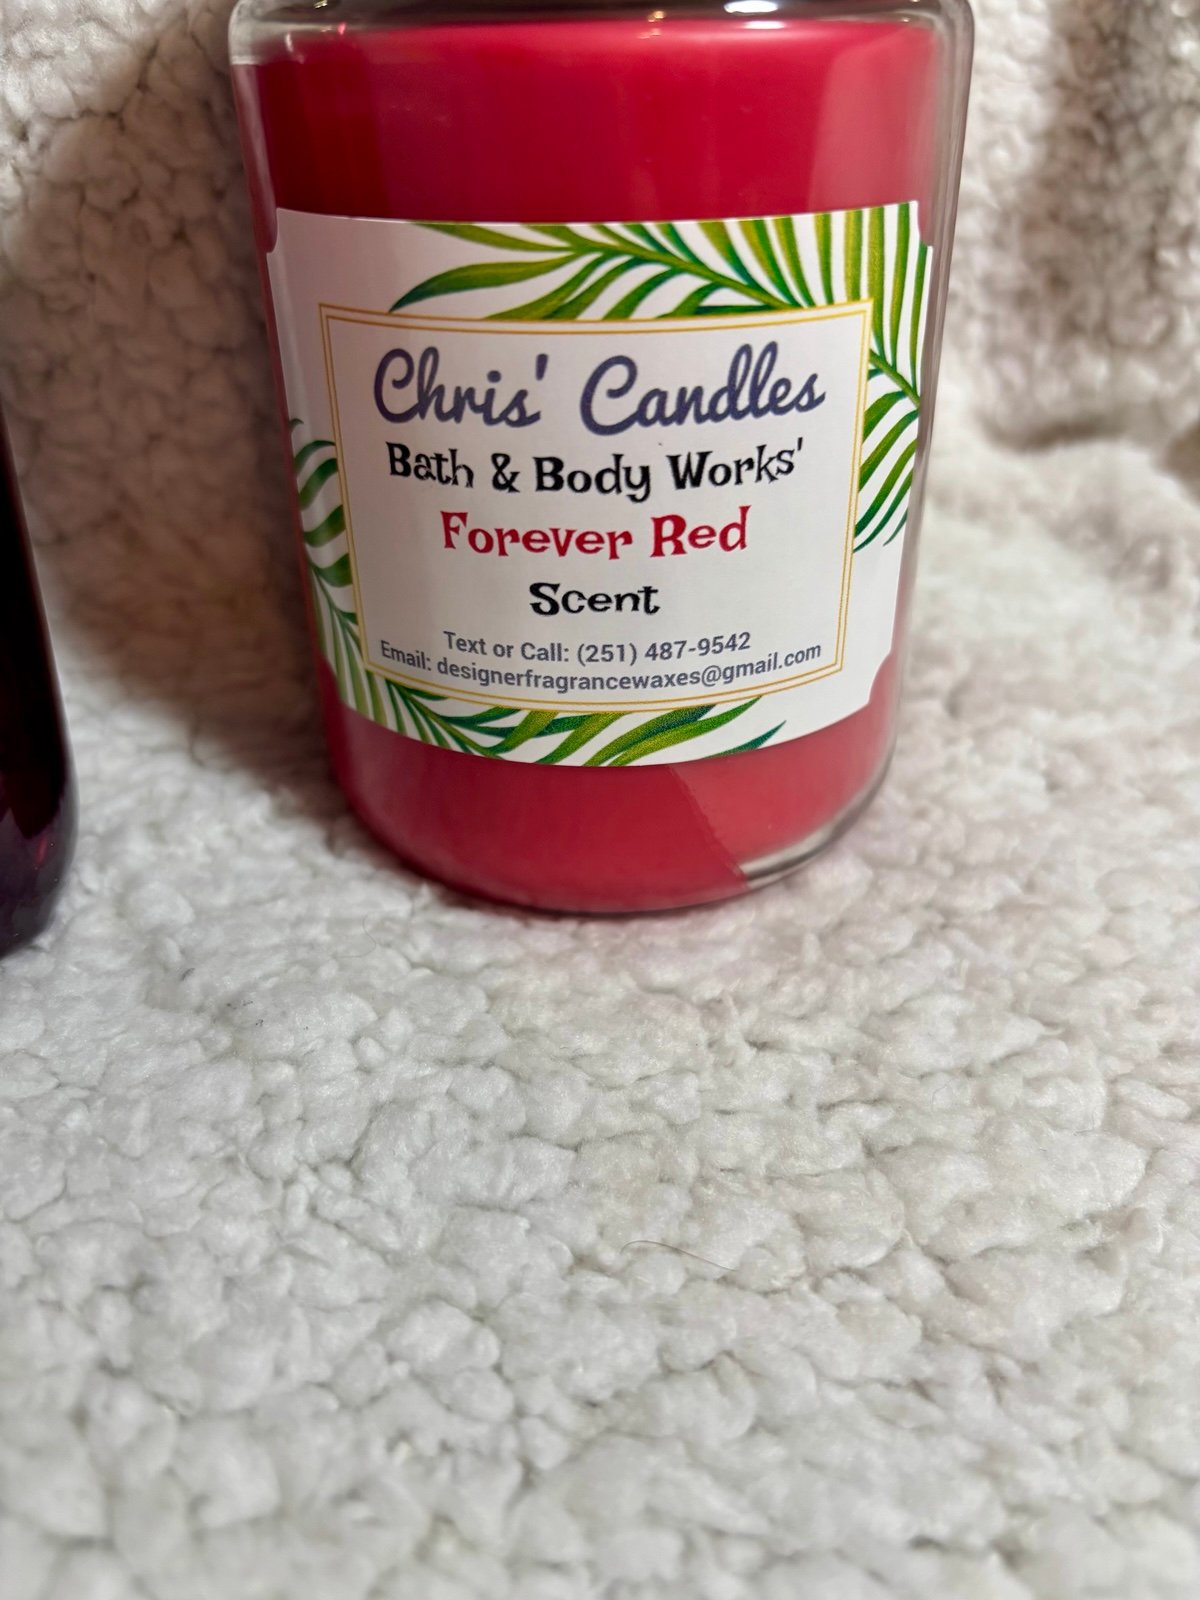 Chris' Candles
Bath & Body Works'
Forever Red
Scent
Text or Call: (251) 487-9542
Email: designerfragrancewaxes@gmail.com